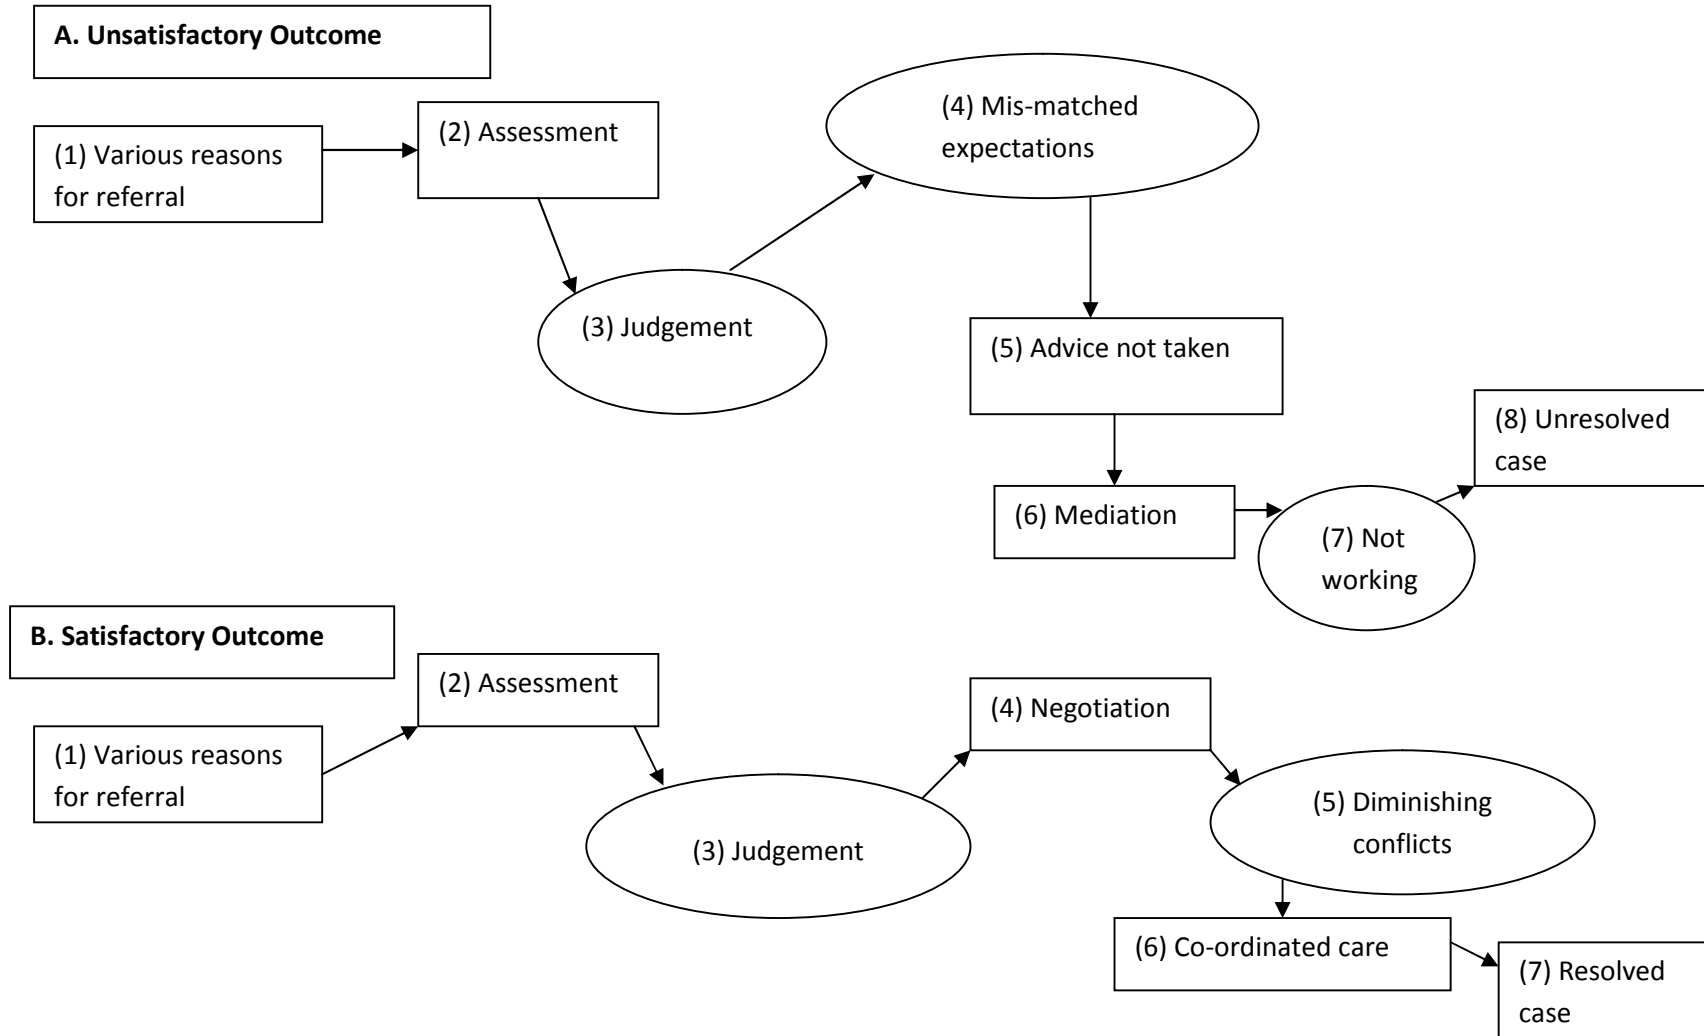 A. Unsatisfactory Outcome
(1) Various reasons
for referral
(2) Assessment
(3) Judgement
(4) Mis-matched
expectations
(5) Advice not taken
(6) Mediation
(7) Not
working
(8) Unresolved
case
B. Satisfactory Outcome
(1) Various reasons
for referral
(2) Assessment
(3) Judgement
(4) Negotiation
(5) Diminishing
conflicts
(6) Co-ordinated care
(7) Resolved
case